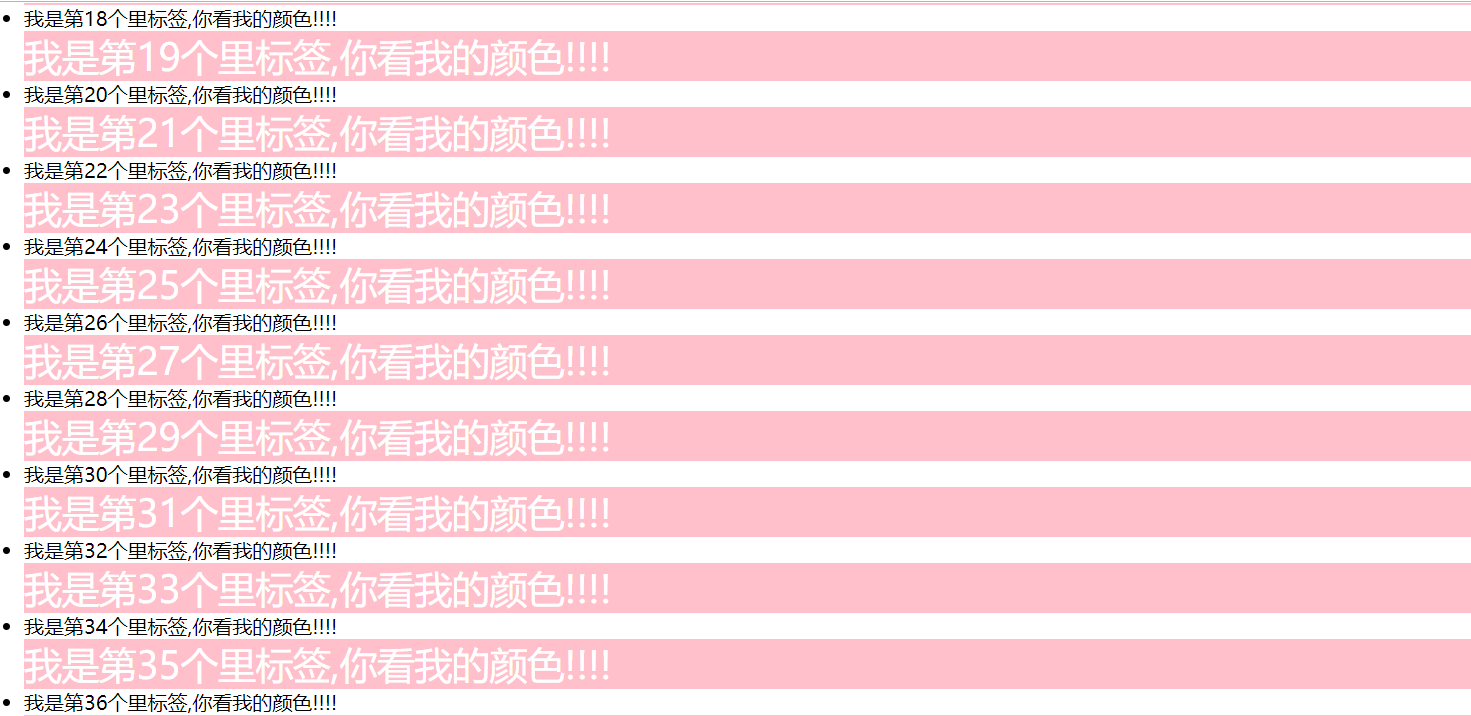 我是第18个里标签,你看我的颜色!!!!
我是第19个里标签,你看我的颜色!!!!
我是第20个里标签,你看我的颜色!!!!
我是第21个里标签,你看我的颜色!!!!
我是第22个里标签,你看我的颜色!!!!
我是第23个里标签,你看我的颜色!!!!
我是第24个里标签,你看我的颜色!!!!
我是第25个里标签,你看我的颜色!!!!
我是第26个里标签,你看我的颜色!!!!
我是第27个里标签,你看我的颜色!!!!
我是第28个里标签,你看我的颜色!!!!
我是第29个里标签,你看我的颜色!!!!
我是第30个里标签,你看我的颜色!!!!
我是第31个里标签,你看我的颜色!!!!
我是第32个里标签,你看我的颜色!!!!
我是第33个里标签,你看我的颜色!!!!
我是第34个里标签,你看我的颜色!!!!
我是第35个里标签,你看我的颜色!!!!
我是第36个里标签,你看我的颜色!!!!